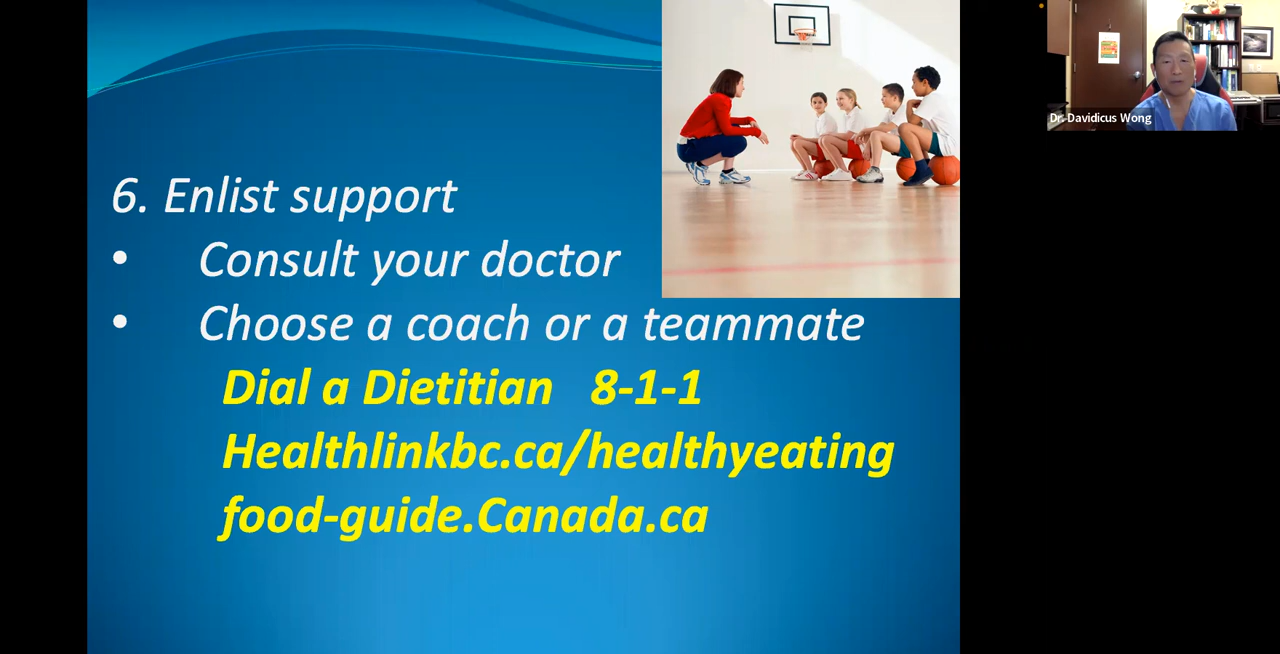 6. Enlist support
• Consult your doctor
• Choose a coach or a teammate
Dial a Dietitian 8-1-1
Healthlinkbc.ca/healthyeating
food-guide.Canada.ca
Dr. Davidicus Wong